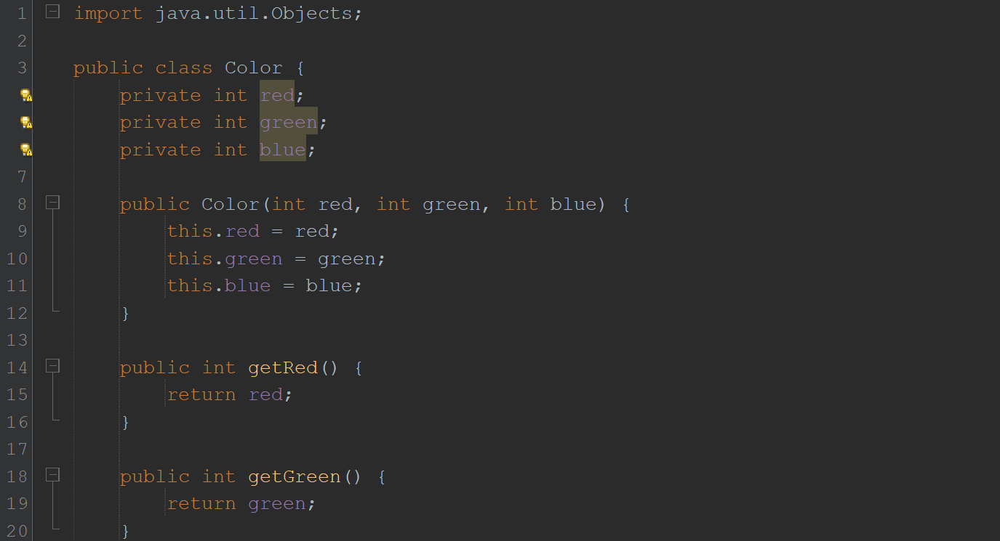 1 import java.util.Objects;
2
3 public class Color {
private int red;
private int green;
private int blue;
7
8 public Color(int red, int green, int blue) {
9 this.red = red;
10 this.green = green;
11 this.blue = blue;
12 }
13
14 public int getRed() {
15 return red;
16 }
17
18 public int getGreen() {
19 return green;
20 }